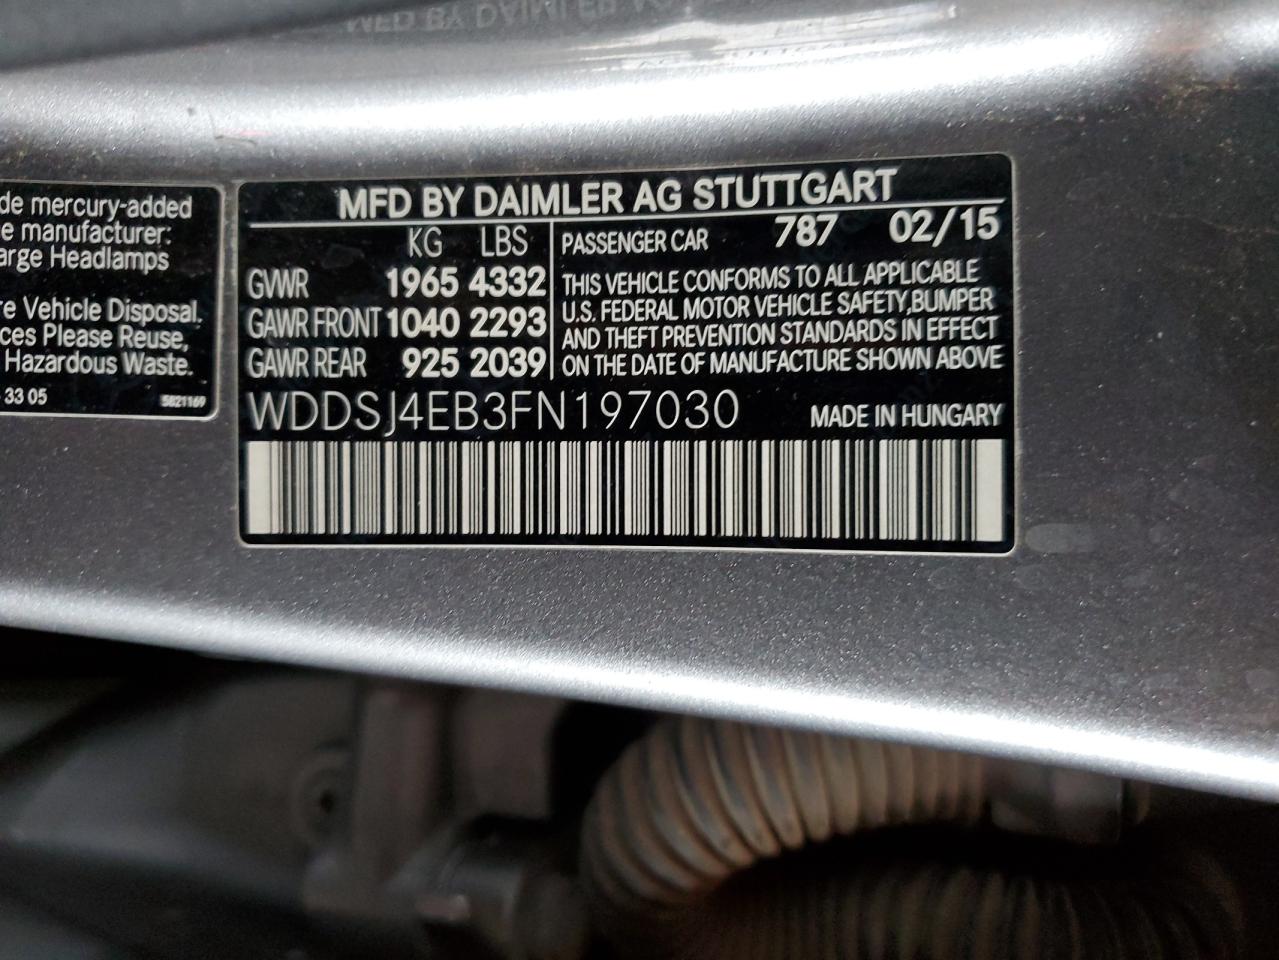 de mercury-added
e manufacturer:
arge Headlamps
re Vehicle Disposal.
ces Please Reuse,
Hazardous Waste.
33 05
5821169
MFD BY DAIMLER AG STUTTGART
KG LBS
GVWR 1965 4332
GAWR FRONT 1040 2293
GAWR REAR 925 2039
PASSENGER CAR 787 02/15
THIS VEHICLE CONFORMS TO ALL APPLICABLE
U.S. FEDERAL MOTOR VEHICLE SAFETY,BUMPER
AND THEFT PREVENTION STANDARDS IN EFFECT
ON THE DATE OF MANUFACTURE SHOWN ABOVE
WDDSJ4EB3FN197030 MADE IN HUNGARY